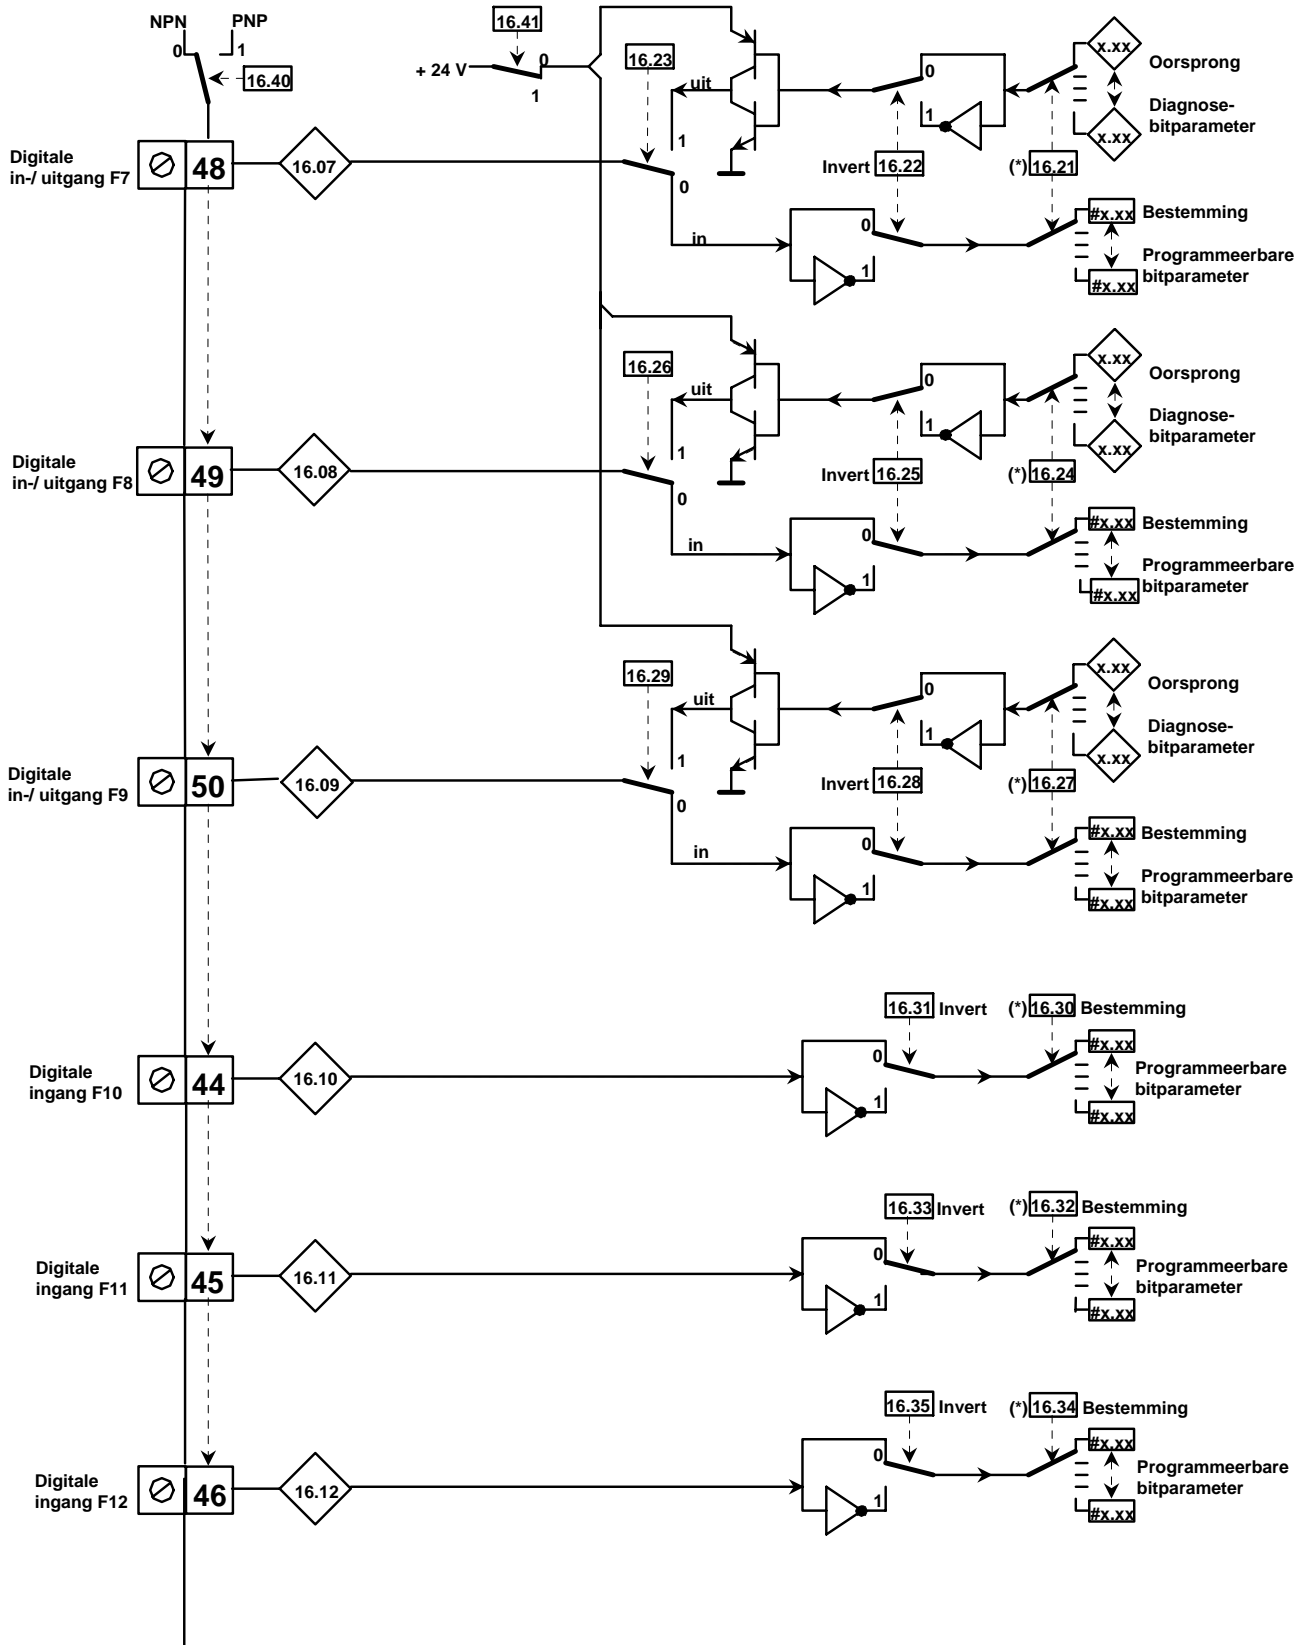 NPN PNP
0 1
16.40
16.41
+ 24 V
0
1
16.23
uit
1
0
in
0
1
Invert 16.22
(*) 16.21
x.xx
Oorsprong
Diagnose-
bitparameter
x.xx
Digitale
in-/ uitgang F7
48
16.07
0
1
#x.xx
Bestemming
Programmeerbare
bitparameter
#x.xx
16.26
uit
1
0
in
0
1
Invert 16.25
(*) 16.24
x.xx
Oorsprong
Diagnose-
bitparameter
x.xx
Digitale
in-/ uitgang F8
49
16.08
0
1
#x.xx
Bestemming
Programmeerbare
bitparameter
#x.xx
16.29
uit
1
0
in
0
1
Invert 16.28
(*) 16.27
x.xx
Oorsprong
Diagnose-
bitparameter
x.xx
Digitale
in-/ uitgang F9
50
16.09
0
1
#x.xx
Bestemming
Programmeerbare
bitparameter
#x.xx
16.31 Invert
(*) 16.30 Bestemming
Digitale
ingang F10
44
16.10
0
1
#x.xx
Programmeerbare
bitparameter
#x.xx
16.33 Invert
(*) 16.32 Bestemming
Digitale
ingang F11
45
16.11
0
1
#x.xx
Programmeerbare
bitparameter
#x.xx
16.35 Invert
(*) 16.34 Bestemming
Digitale
ingang F12
46
16.12
0
1
#x.xx
Programmeerbare
bitparameter
#x.xx